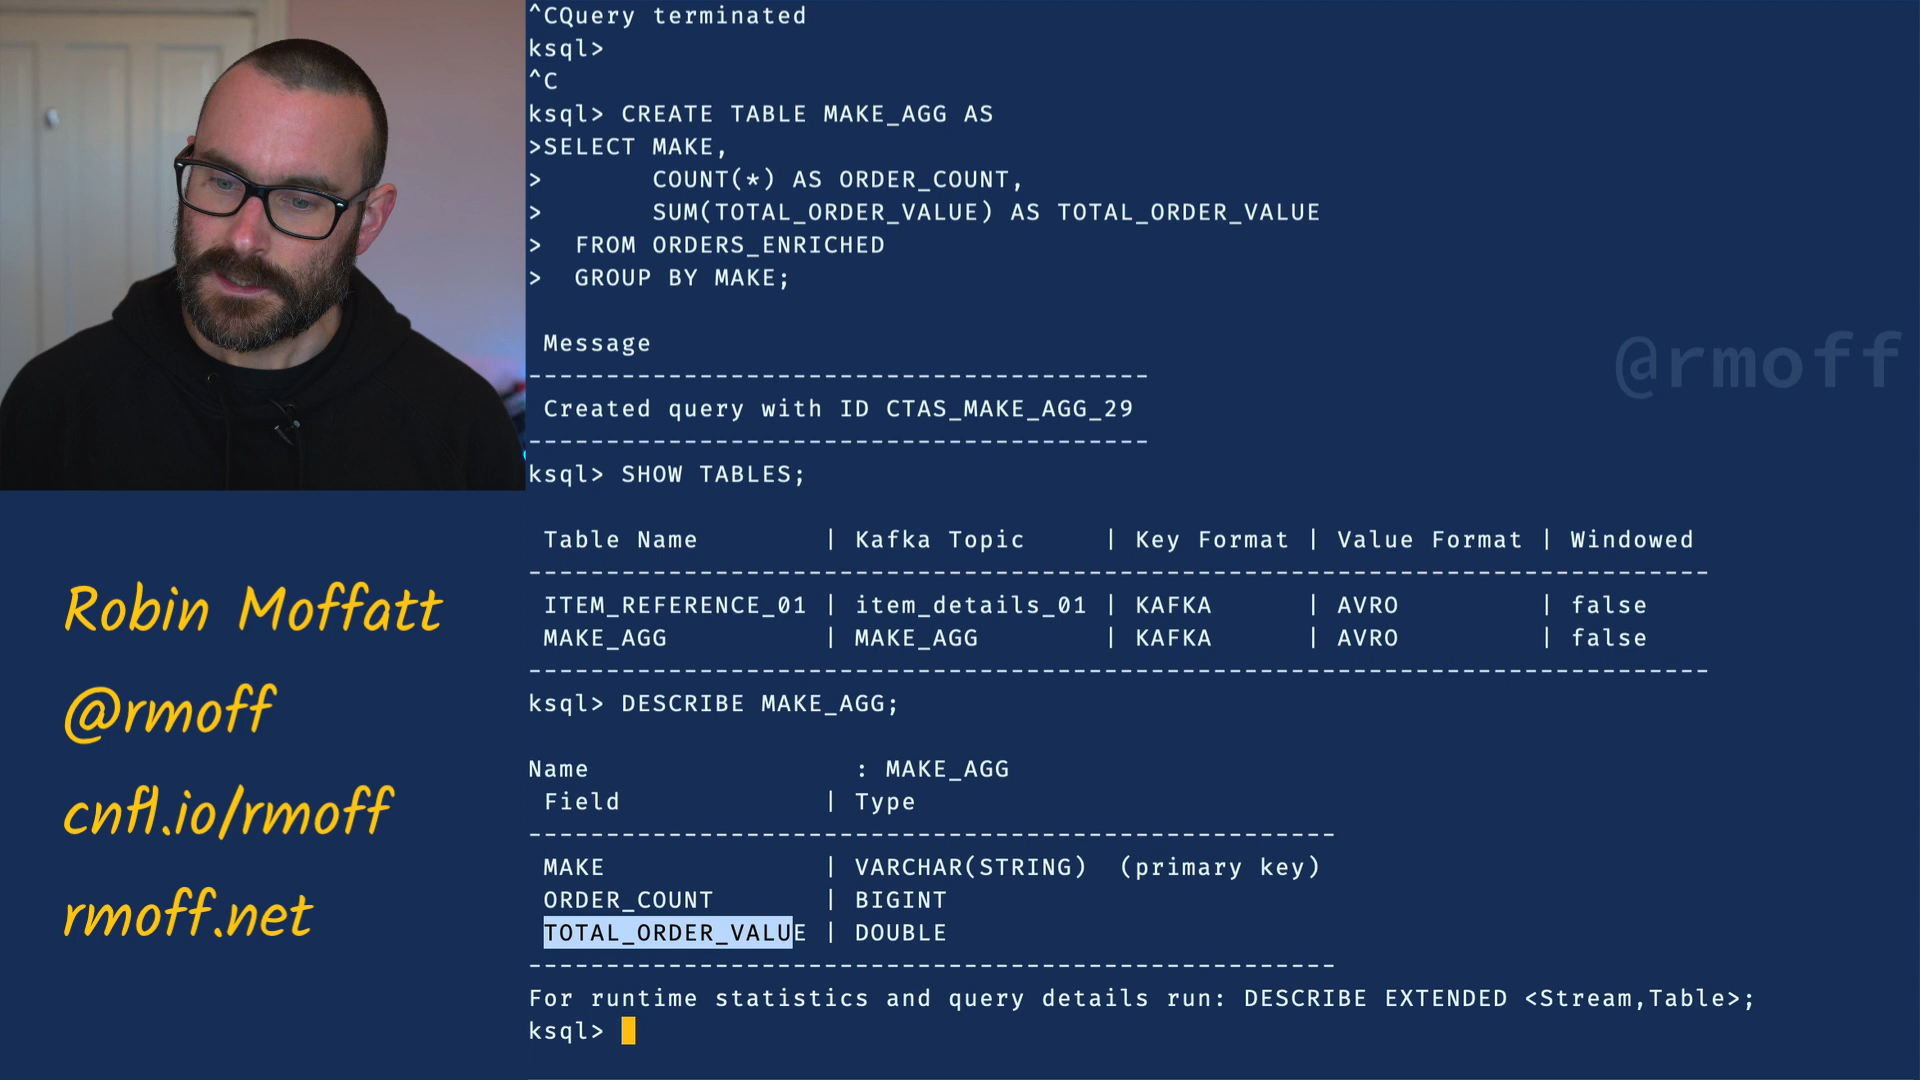 ^CQuery terminated
ksql>
^C
ksql> CREATE TABLE MAKE_AGG AS
>SELECT MAKE,
>       COUNT(*) AS ORDER_COUNT,
>       SUM(TOTAL_ORDER_VALUE) AS TOTAL_ORDER_VALUE
>  FROM ORDERS_ENRICHED
>  GROUP BY MAKE;
Message
----------------------------------------
Created query with ID CTAS_MAKE_AGG_29
----------------------------------------
ksql> SHOW TABLES;
Table Name        | Kafka Topic     | Key Format | Value Format | Windowed
----------------------------------------------------------------------------
ITEM_REFERENCE_01 | item_details_01 | KAFKA      | AVRO         | false
MAKE_AGG          | MAKE_AGG        | KAFKA      | AVRO         | false
----------------------------------------------------------------------------
ksql> DESCRIBE MAKE_AGG;
Name                 : MAKE_AGG
Field             | Type
----------------------------------------------------
MAKE              | VARCHAR(STRING)  (primary key)
ORDER_COUNT       | BIGINT
TOTAL_ORDER_VALUE | DOUBLE
----------------------------------------------------
For runtime statistics and query details run: DESCRIBE EXTENDED <Stream,Table>;
ksql>
@rmoff
Robin Moffatt
@rmoff
cnfl.io/rmoff
rmoff.net